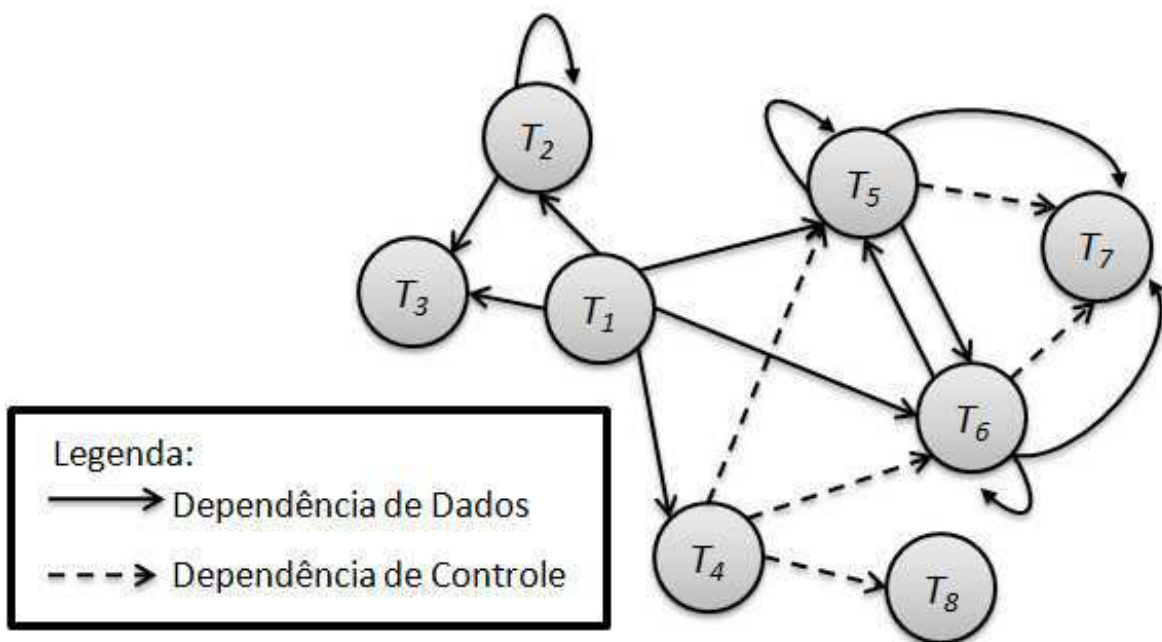 T2
T5
T7
T3
T1
T6
T4
T8
Legenda:
Dependência de Dados
Dependência de Controle